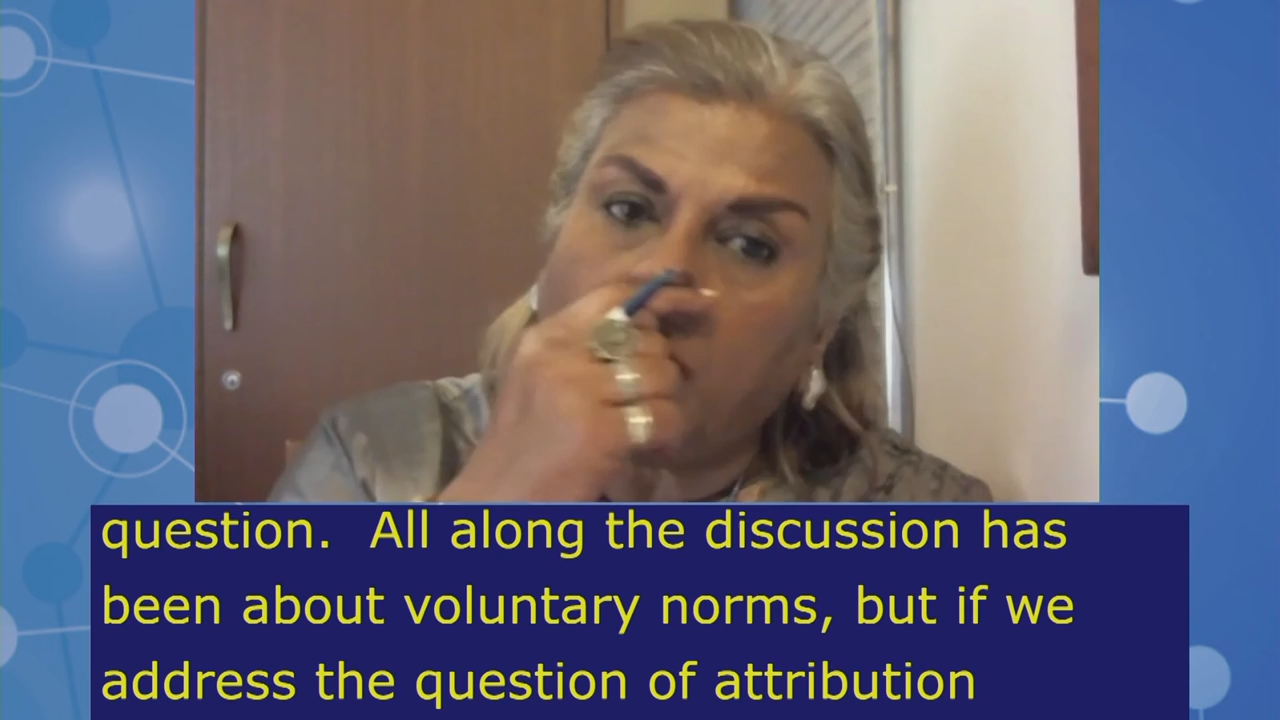 question.  All along the discussion has
been about voluntary norms, but if we
address the question of attribution